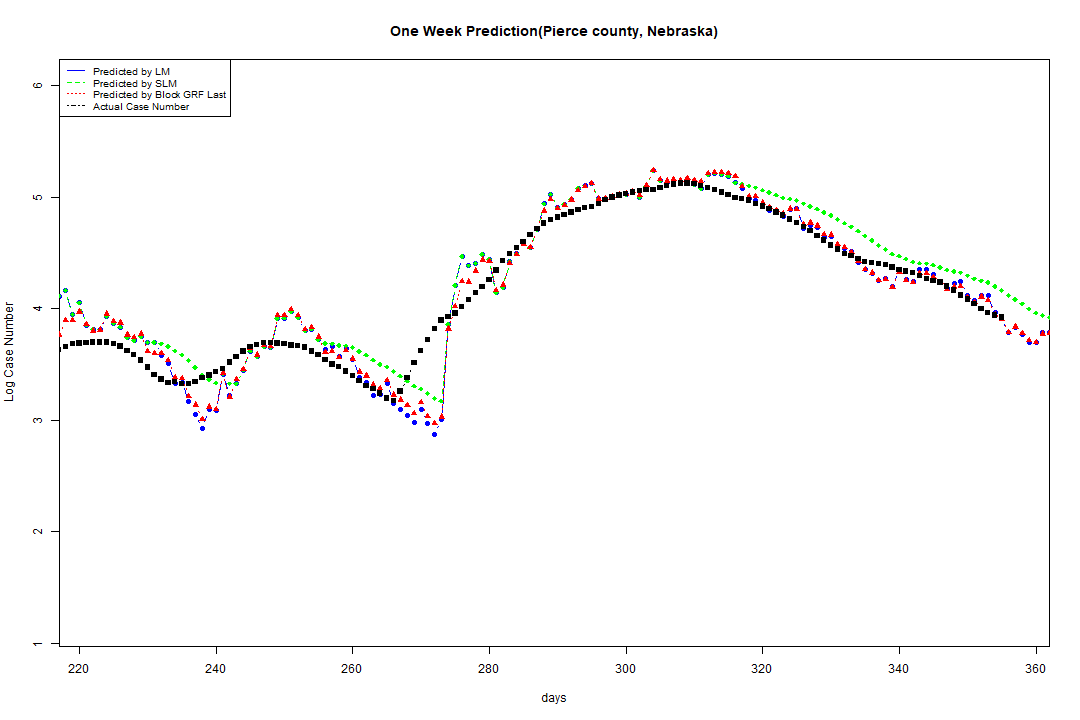 One Week Prediction(Pierce county, Nebraska)
Predicted by LM
Predicted by SLM
Predicted by Block GRF Last
Actual Case Number
6
5
4
3
2
1
Log Case Number
220
240
260
280
300
320
340
360
days